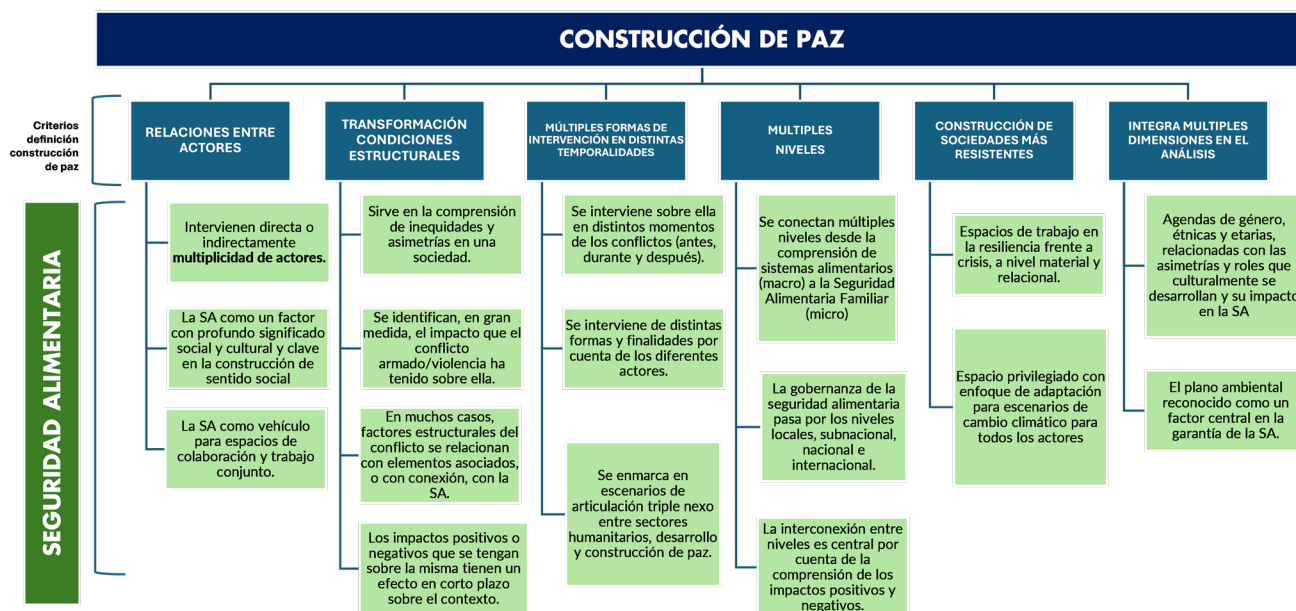 CONSTRUCCIÓN DE PAZ
Criterios
definición
construcción
de paz
RELACIONES ENTRE
ACTORES
TRANSFORMACIÓN
CONDICIONES
ESTRUCTURALES
MÚLTIPLES FORMAS DE
INTERVENCIÓN EN DISTINTAS
TEMPORALIDADES
MULTIPLES
NIVELES
CONSTRUCCIÓN DE
SOCIEDADES MÁS
RESISTENTES
INTEGRA MULTIPLES
DIMENSIONES EN EL
ANÁLISIS
SEGURIDAD ALIMENTARIA
Intervienen directa o
indirectamente
multiplicidad de actores.
La SA como un factor
con profundo significado
social y cultural y clave
en la construcción de
sentido social
La SA como vehículo
para espacios de
colaboración y trabajo
conjunto.
Sirve en la comprensión
de inequidades y
asimetrías en una
sociedad.
Se identifican, en gran
medida, el impacto que el
conflicto
armado/violencia ha
tenido sobre ella.
En muchos casos,
factores estructurales del
conflicto se relacionan
con elementos asociados,
o con conexión, con la
SA.
Los impactos positivos o
negativos que se tengan
sobre la misma tienen un
efecto en corto plazo
sobre el contexto.
Se interviene sobre ella
en distintos momentos
de los conflictos (antes,
durante y después).
Se interviene de distintas
formas y finalidades por
cuenta de los diferentes
actores.
Se enmarca en
escenarios de
articulación triple nexo
entre sectores
humanitarios, desarrollo
y construcción de paz.
Se conectan múltiples
niveles desde la
comprensión de
sistemas alimentarios
(macro) a la Seguridad
Alimentaria Familiar
(micro)
La gobernanza de la
seguridad alimentaria
pasa por los niveles
locales, subnacional,
nacional e
internacional.
La interconexión entre
niveles es central por
cuenta de la
comprensión de los
impactos positivos y
negativos.
Espacios de trabajo en
la resiliencia frente a
crisis, a nivel material y
relacional.
Espacio privilegiado con
enfoque de adaptación
para escenarios de
cambio climático para
todos los actores
Agendas de género,
étnicas y etarias,
relacionadas con las
asimetrías y roles que
culturalmente se
desarrollan y su impacto
en la SA
El plano ambiental
reconocido como un
factor central en la
garantía de la SA.